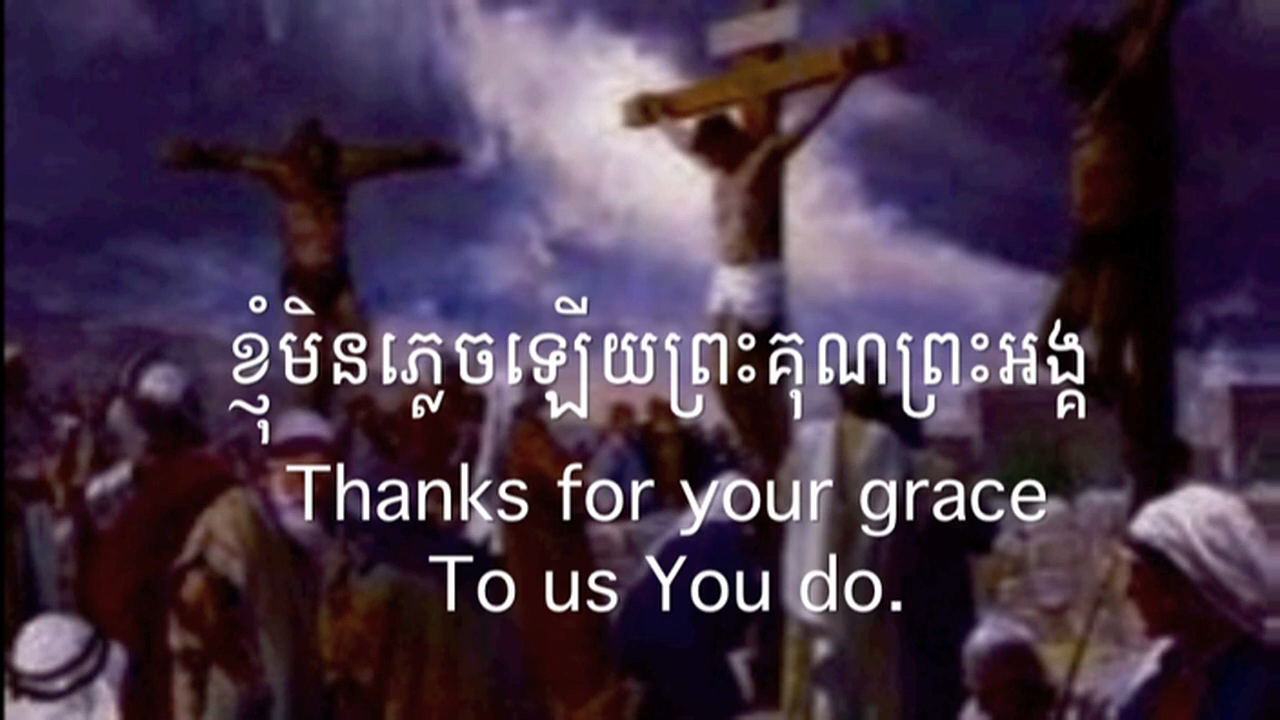 ខ្ញុំមិនភ្លេចឡើយព្រះគុណព្រះអង្គ
Thanks for your grace
To us You do.